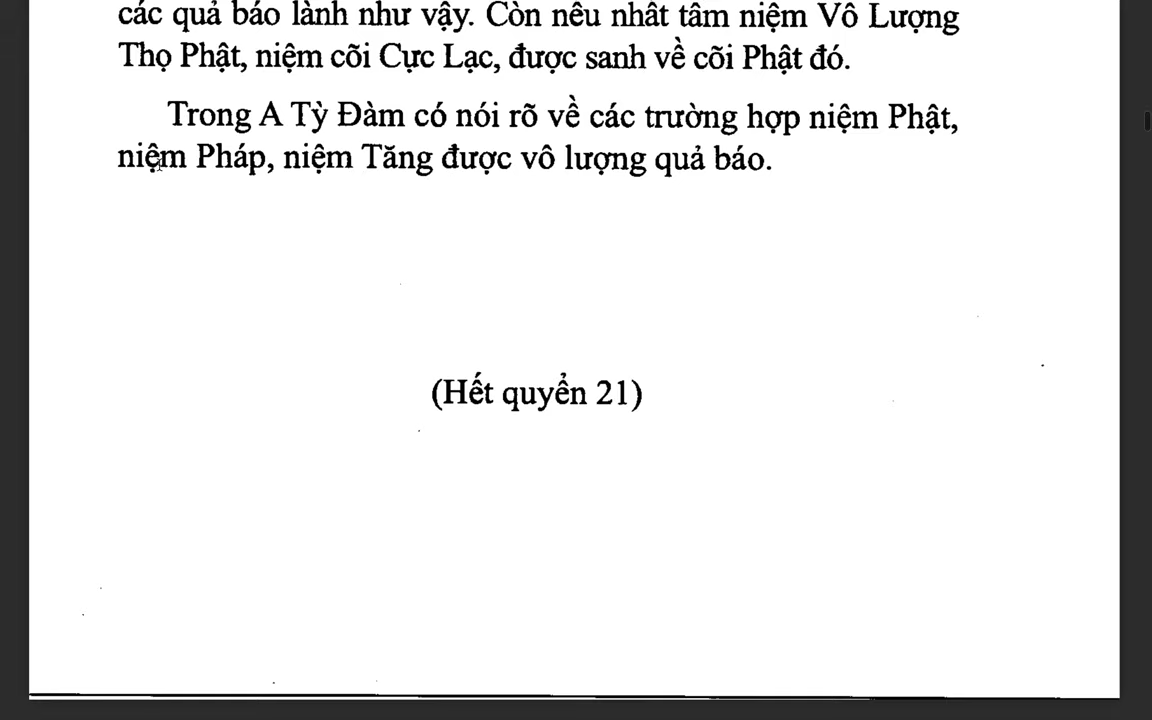 các quả báo lành như vậy. Còn nếu nhất tâm niệm Vô Lượng
Thọ Phật, niệm cõi Cực Lạc, được sanh về cõi Phật đó.
Trong A Tỳ Đàm có nói rõ về các trường hợp niệm Phật,
niệm Pháp, niệm Tăng được vô lượng quả báo.
(Hết quyển 21)